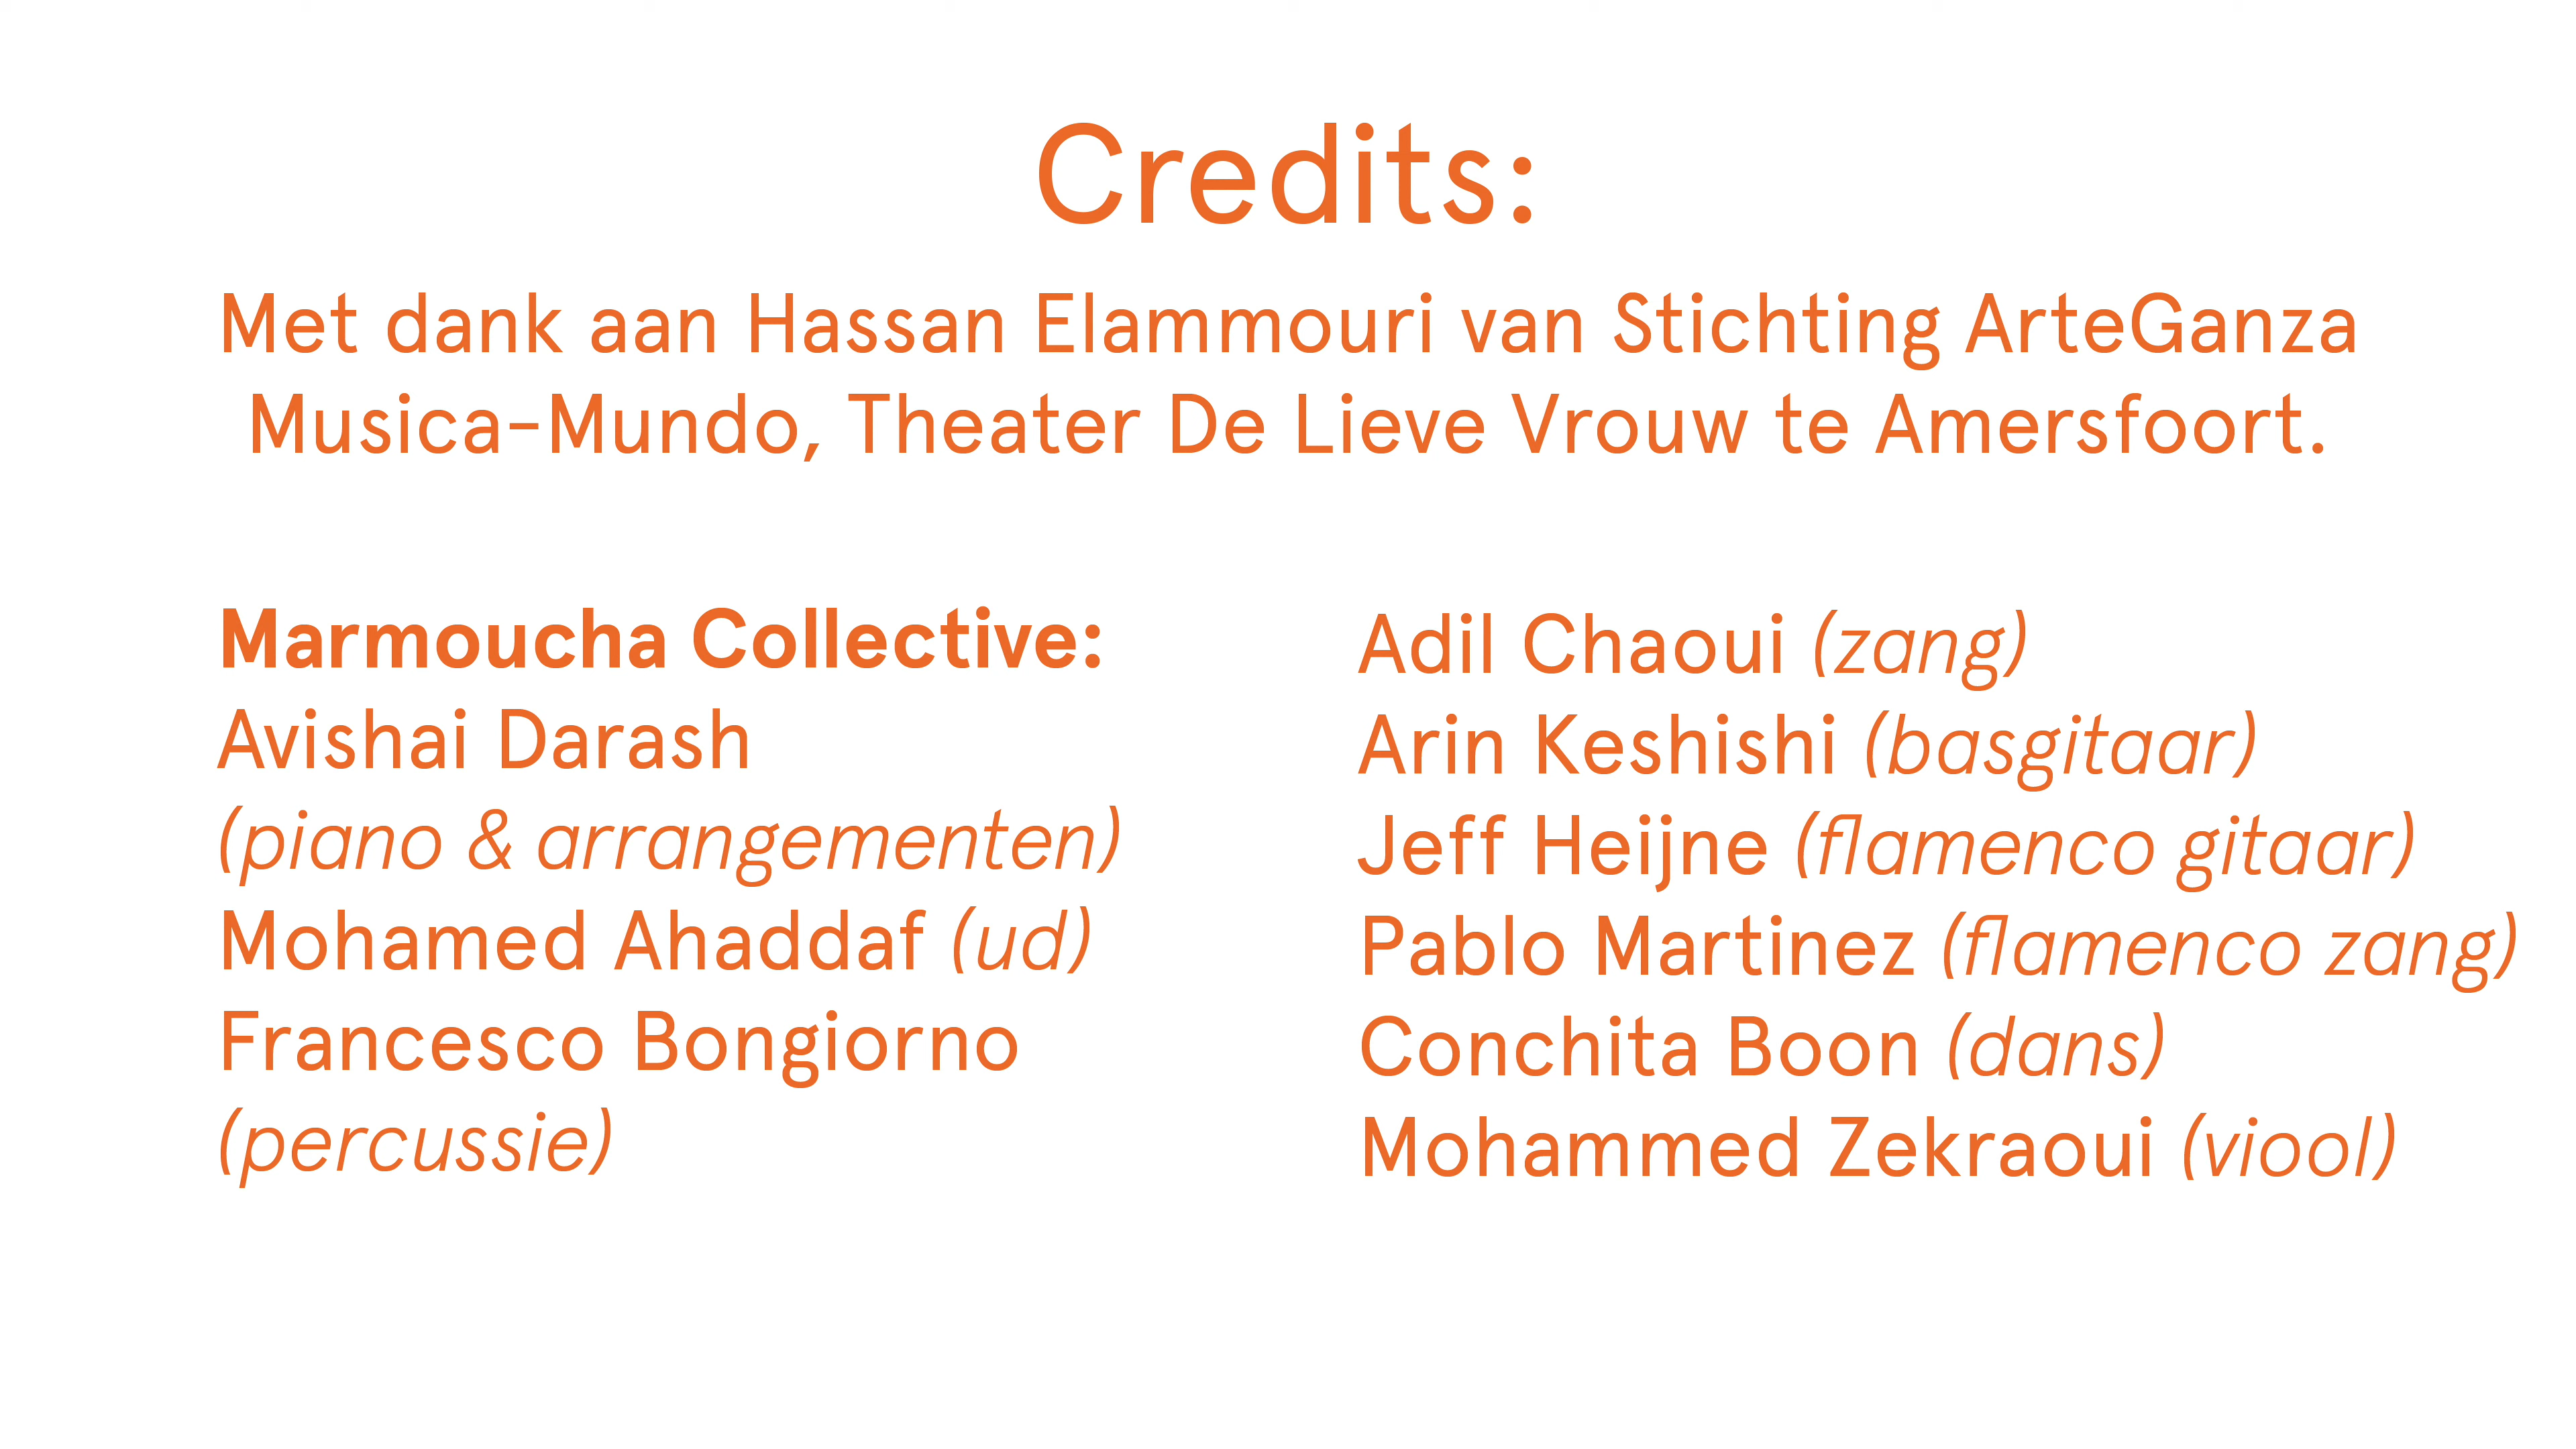 Credits:
Met dank aan Hassan Elammouri van Stichting ArteGanza
Musica-Mundo, Theater De Lieve Vrouw te Amersfoort.
Marmoucha Collective:
Avishai Darash
(piano & arrangementen)
Mohamed Ahaddaf (ud)
Francesco Bongiorno
(percussie)
Adil Chaoui (zang)
Arin Keshishi (basgitaar)
Jeff Heijne (flamenco gitaar)
Pablo Martinez (flamenco zang)
Conchita Boon (dans)
Mohammed Zekraoui (viool)